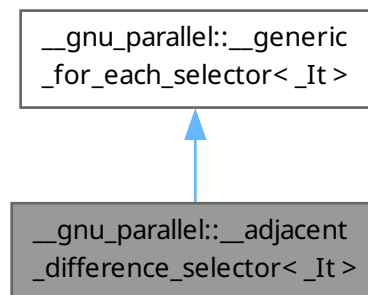 __gnu_parallel::__generic
_for_each_selector< _It >
__gnu_parallel::__adjacent
_difference_selector< _It >